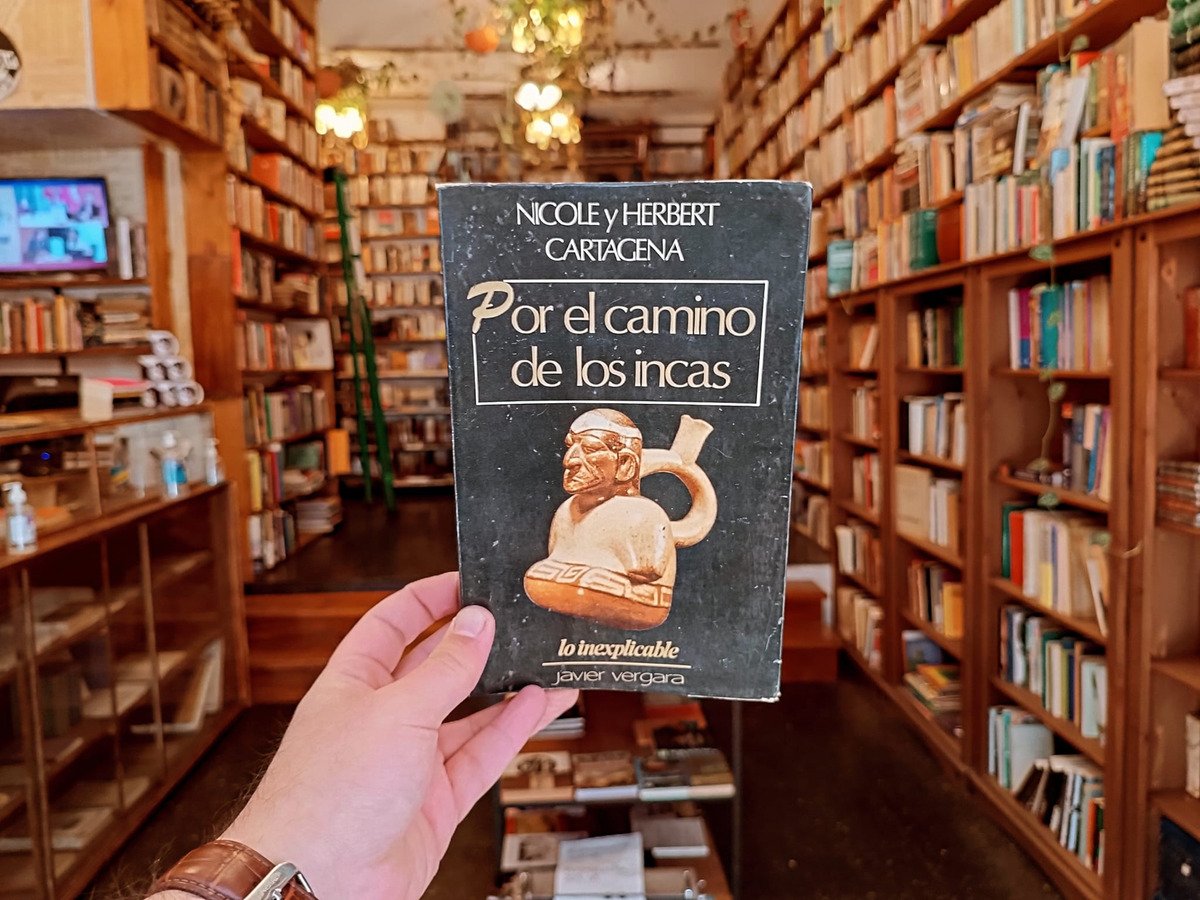 NICOLE y HERBERT
CARTAGENA
Por el camino
de los incas
lo inexplicable
javier vergara